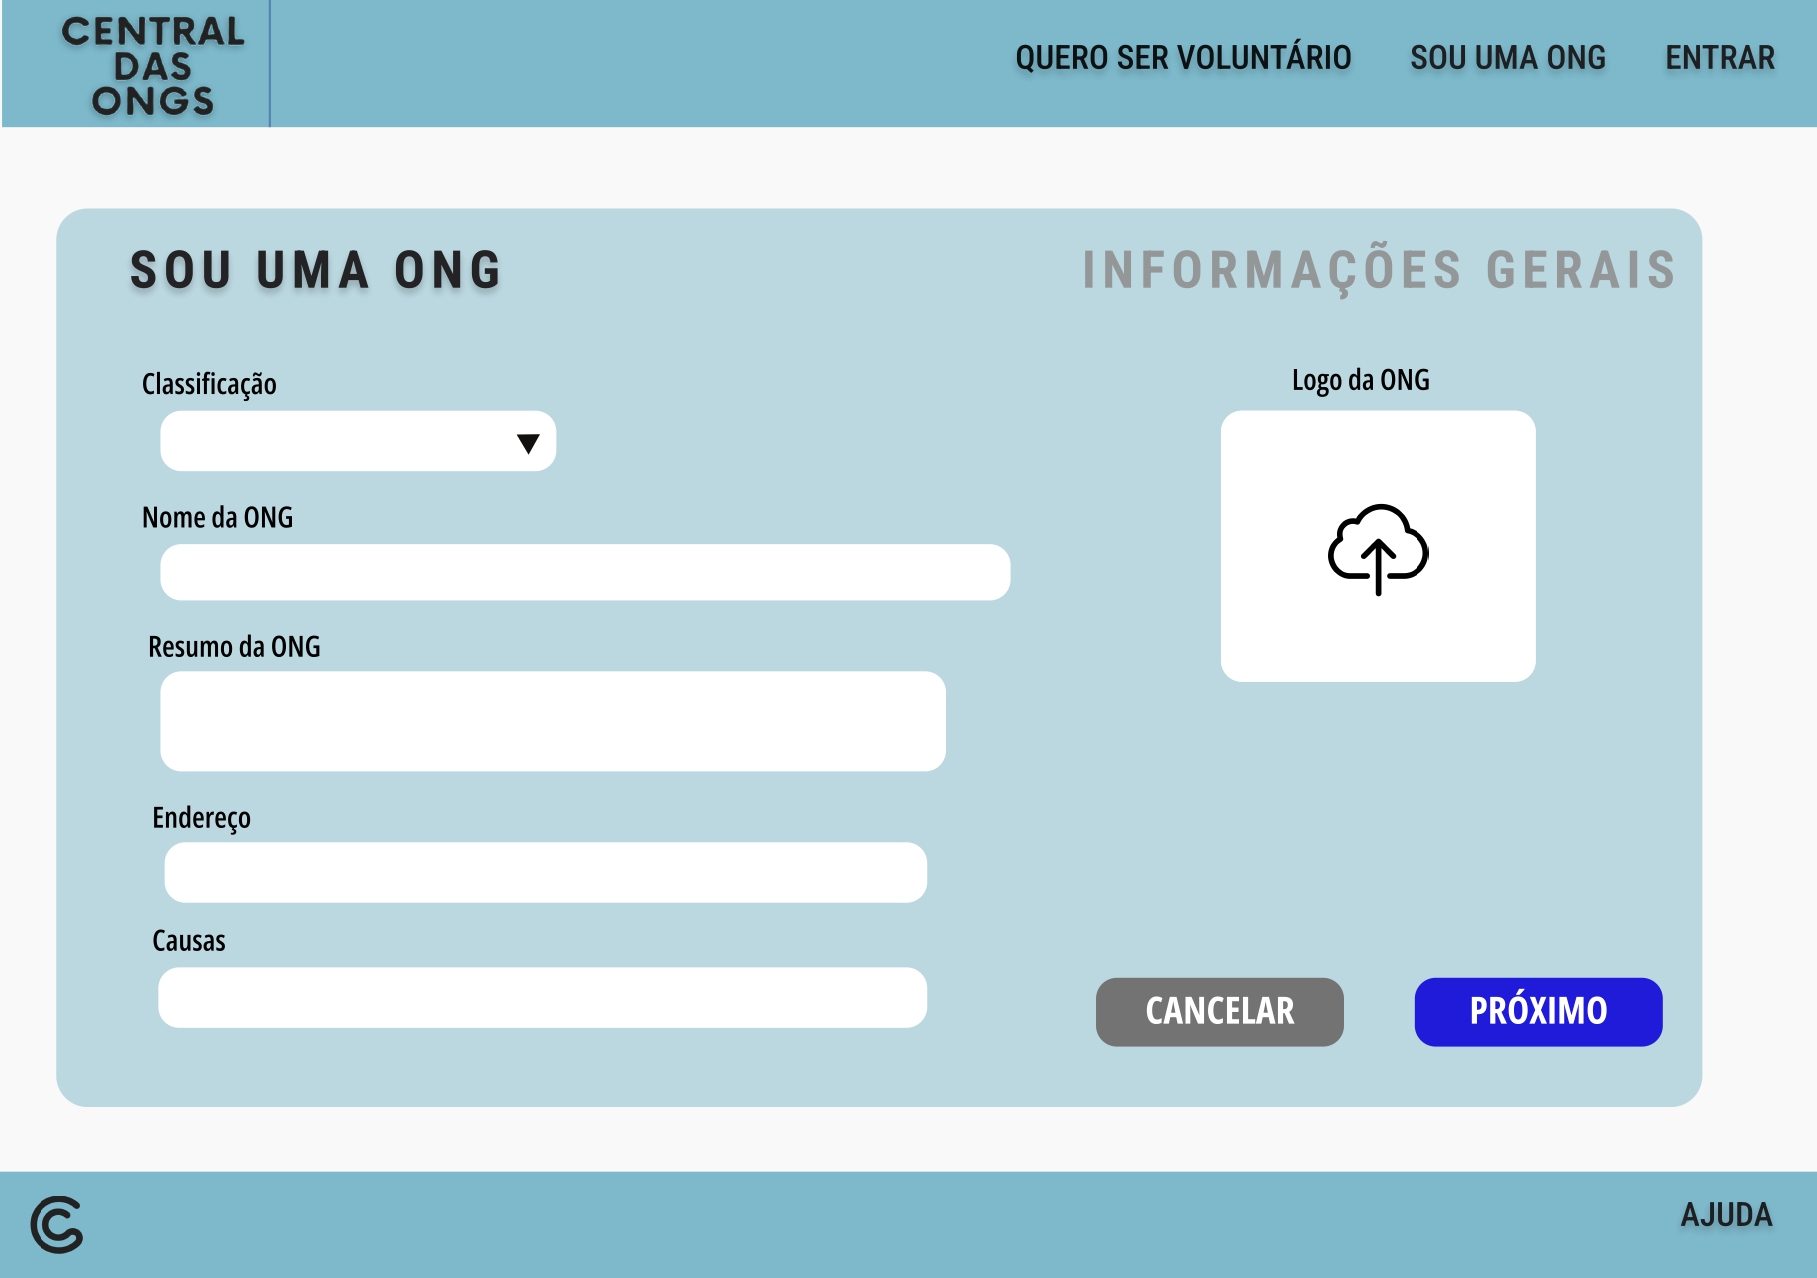 CENTRAL
DAS
ONGS
QUERO SER VOLUNTÁRIO
SOU UMA ONG
ENTRAR
SOU UMA ONG
INFORMAÇÕES GERAIS
Classificação
Nome da ONG
Resumo da ONG
Endereço
Causas
Logo da ONG
CANCELAR
PRÓXIMO
AJUDA